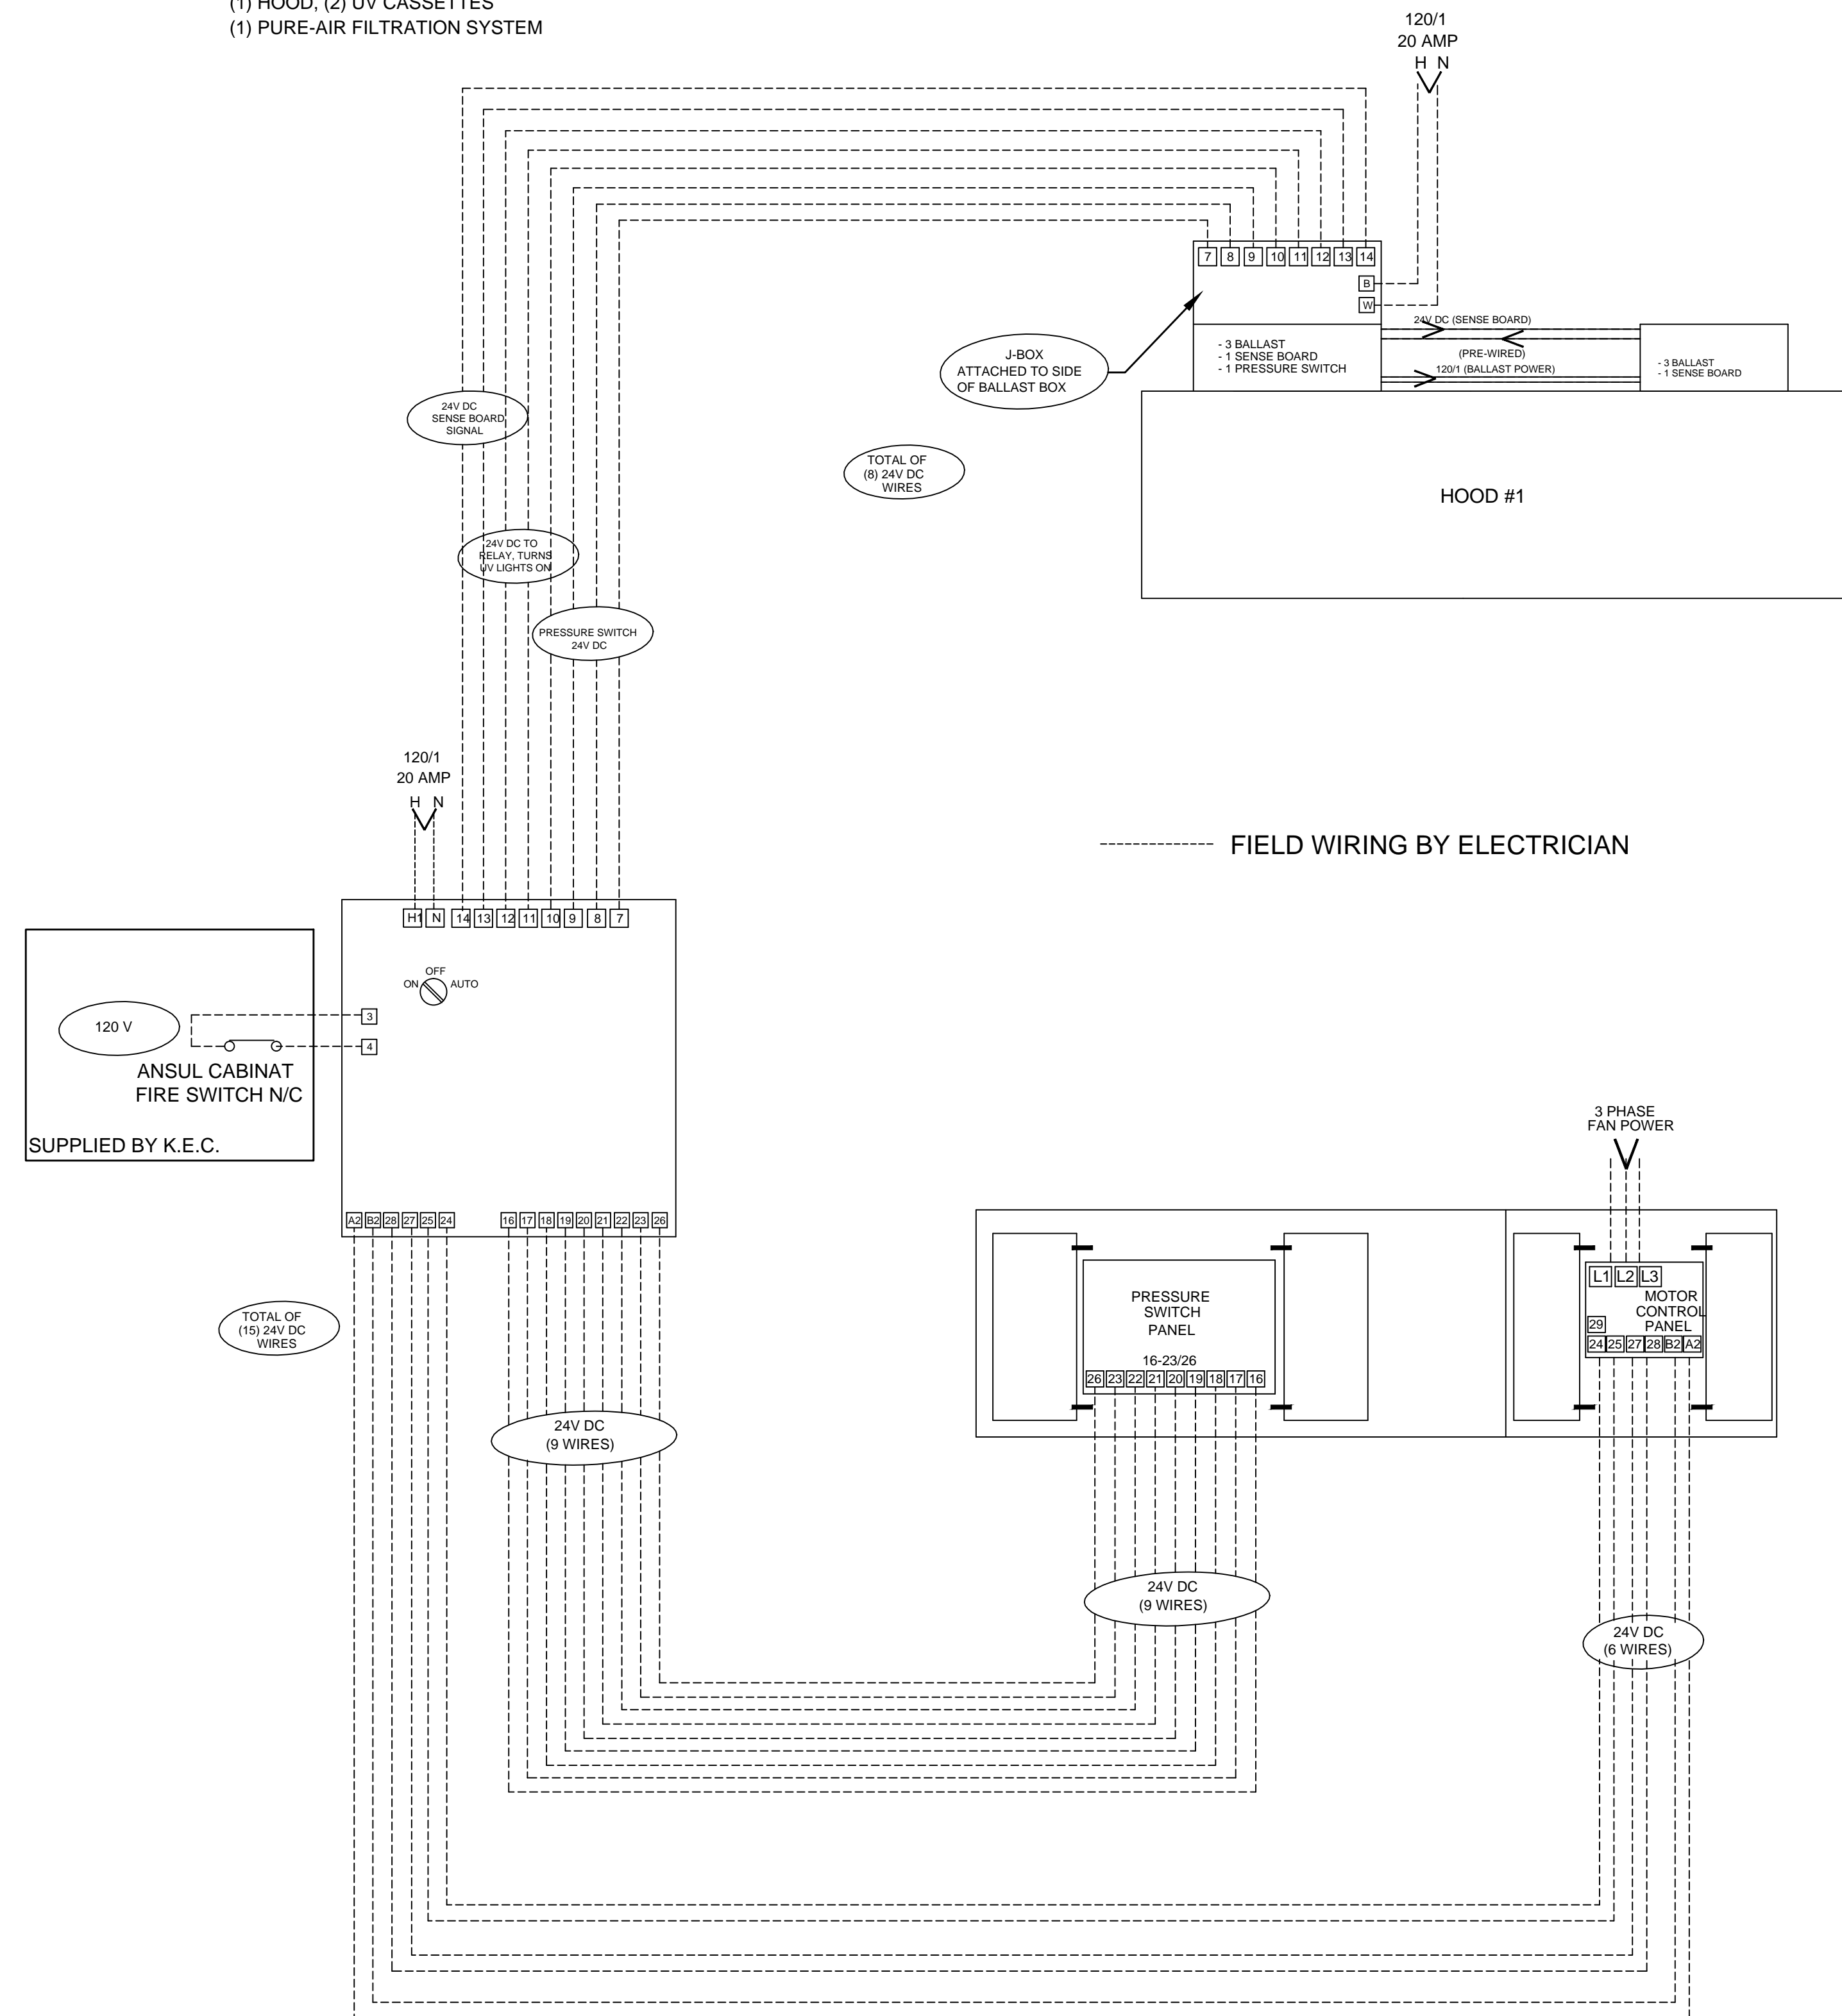 (1) HOOD, (2) UV CASSETTES
(1) PURE-AIR FILTRATION SYSTEM
120/1
20 AMP
H N
7 8 9 10 11 12 13 14
B
W
24V DC (SENSE BOARD)
(PRE-WIRED)
120/1 (BALLAST POWER)
- 3 BALLAST
- 1 SENSE BOARD
- 1 PRESSURE SWITCH
- 3 BALLAST
- 1 SENSE BOARD
J-BOX
ATTACHED TO SIDE
OF BALLAST BOX
24V DC
SENSE BOARD
SIGNAL
TOTAL OF
(8) 24V DC
WIRES
HOOD #1
24V DC TO
RELAY, TURNS
UV LIGHTS ON
PRESSURE SWITCH
24V DC
120/1
20 AMP
H N
FIELD WIRING BY ELECTRICIAN
H1 N 14 13 12 11 10 9 8 7
OFF
ON AUTO
3
4
120 V
ANSUL CABINAT
FIRE SWITCH N/C
SUPPLIED BY K.E.C.
A2 B2 28 27 25 24 16 17 18 19 20 21 22 23 26
3 PHASE
FAN POWER
L1 L2 L3
MOTOR
CONTROL
PANEL
29
24 25 27 28 B2 A2
PRESSURE
SWITCH
PANEL
16-23/26
26 23 22 21 20 19 18 17 16
TOTAL OF
(15) 24V DC
WIRES
24V DC
(9 WIRES)
24V DC
(9 WIRES)
24V DC
(6 WIRES)